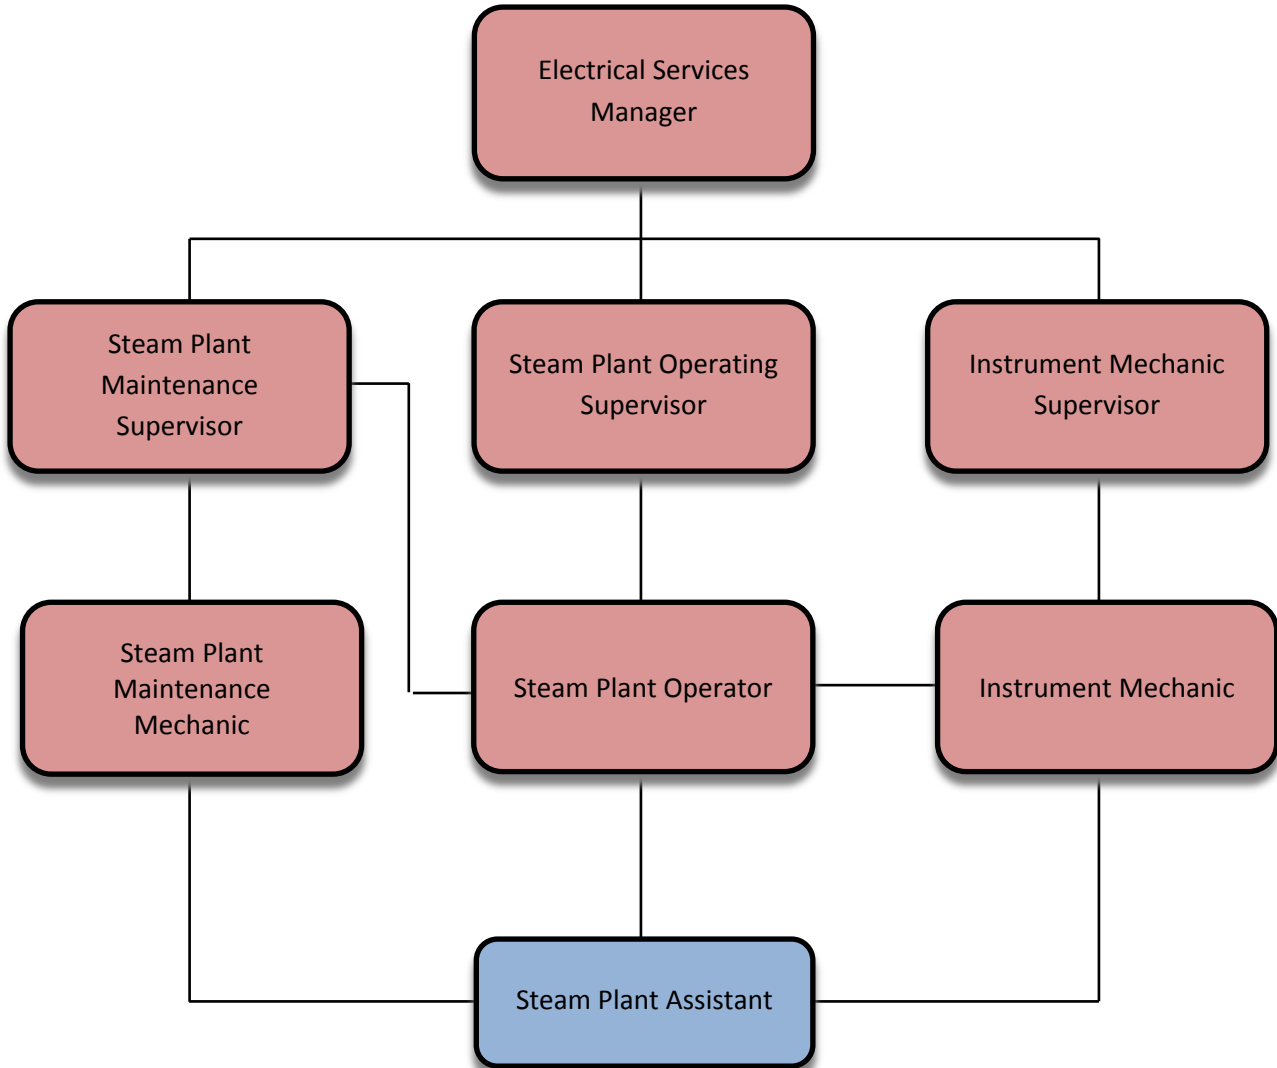 Electrical Services
Manager
Steam Plant
Maintenance
Supervisor
Steam Plant Operating
Supervisor
Instrument Mechanic
Supervisor
Steam Plant
Maintenance
Mechanic
Steam Plant Operator
Instrument Mechanic
Steam Plant Assistant